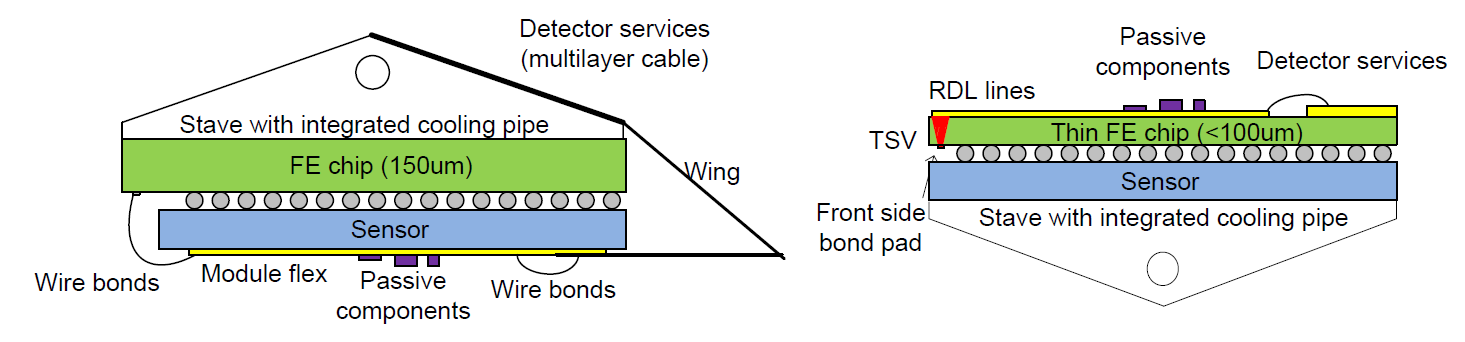 Detector services
(multilayer cable)
Stave with integrated cooling pipe
FE chip (150um)
Wing
Sensor
Wire bonds
Module flex
Passive
components
Wire bonds
Passive
components
Detector services
RDL lines
TSV
Thin FE chip (<100um)
Sensor
Front side
bond pad
Stave with integrated cooling pipe